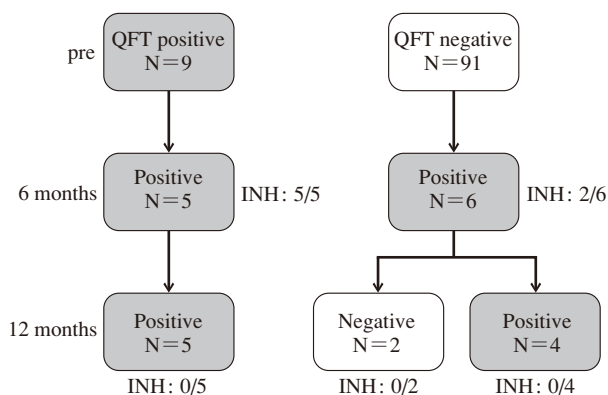 pre
QFT positive
N=9
QFT negative
N=91
6 months
Positive
N=5
INH: 5/5
Positive
N=6
INH: 2/6
12 months
Positive
N=5
Negative
N=2
Positive
N=4
INH: 0/5
INH: 0/2
INH: 0/4